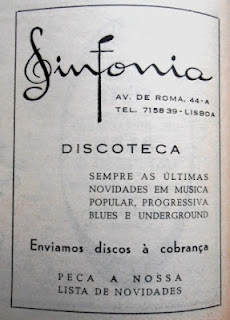 Sinfonia
AV. DE ROMA, 44-A
TEL. 715839 - LISBOA
DISCOTECA
SEMPRE AS ÚLTIMAS
NOVIDADES EM MUSICA
POPULAR, PROGRESSIVA
BLUES E UNDERGROUND
Enviamos discos à cobrança
PEÇA A NOSSA
LISTA DE NOVIDADES